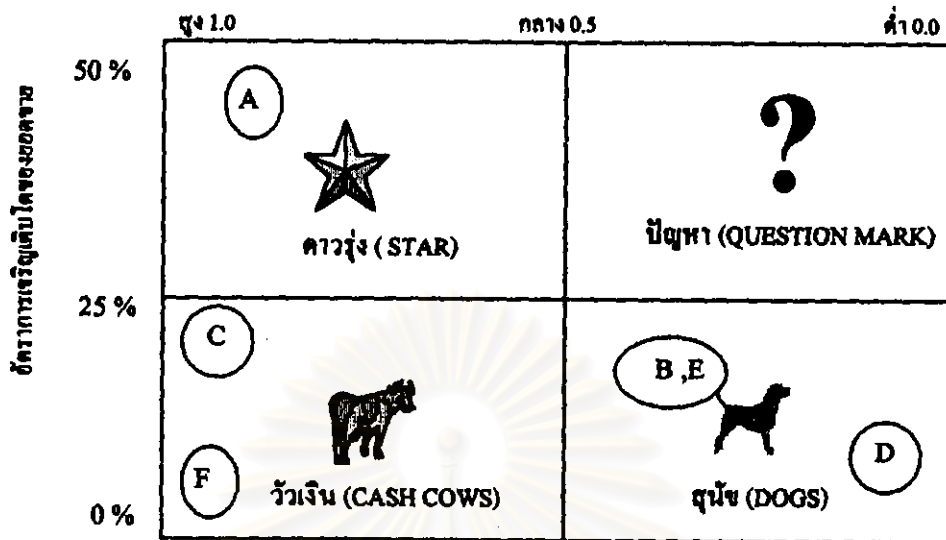 สูง 1.0 กลาง 0.5 ต่ำ 0.0
50 %
A
?
อัตราการเจริญเติบโตของยอดขาย
ดาวรุ่ง ( STAR)
ปัญหา (QUESTION MARK)
25 %
C
B ,E
F
D
วัวเงิน (CASH COWS)
สุนัข (DOGS)
0 %